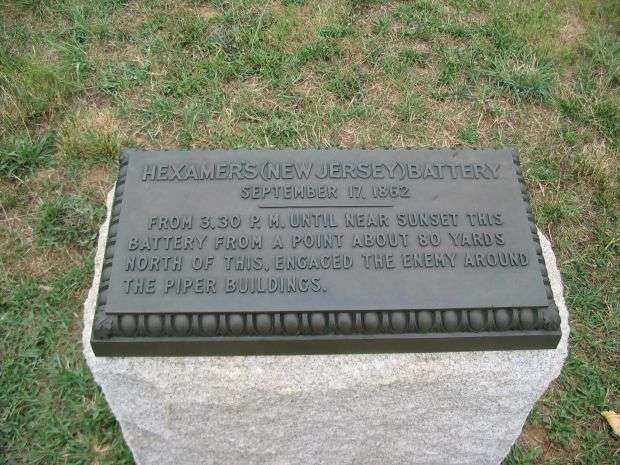 HEXAMER'S (NEW JERSEY) BATTERY
SEPTEMBER 17, 1862
FROM 3.30 P. M. UNTIL NEAR SUNSET THIS
BATTERY FROM A POINT ABOUT 80 YARDS
NORTH OF THIS, ENGAGED THE ENEMY AROUND
THE PIPER BUILDINGS.